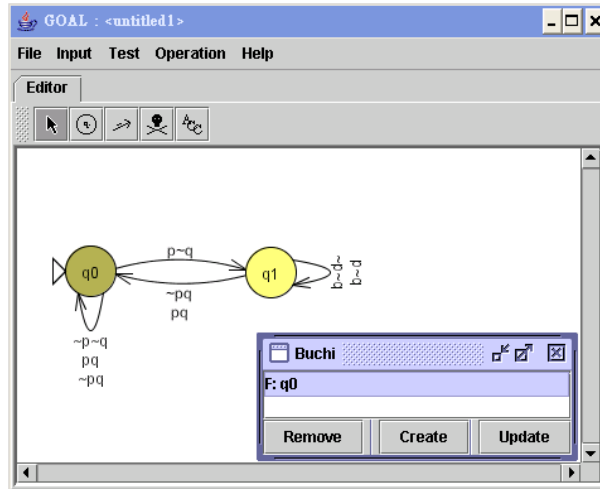 GOAL : <untitled1>
File Input Test Operation Help
Editor
q
Acc
p~q
q0
q1
~pq
pq
p~q
~p~q
~p~q
pq
~pq
Buchi
F: q0
Remove Create Update